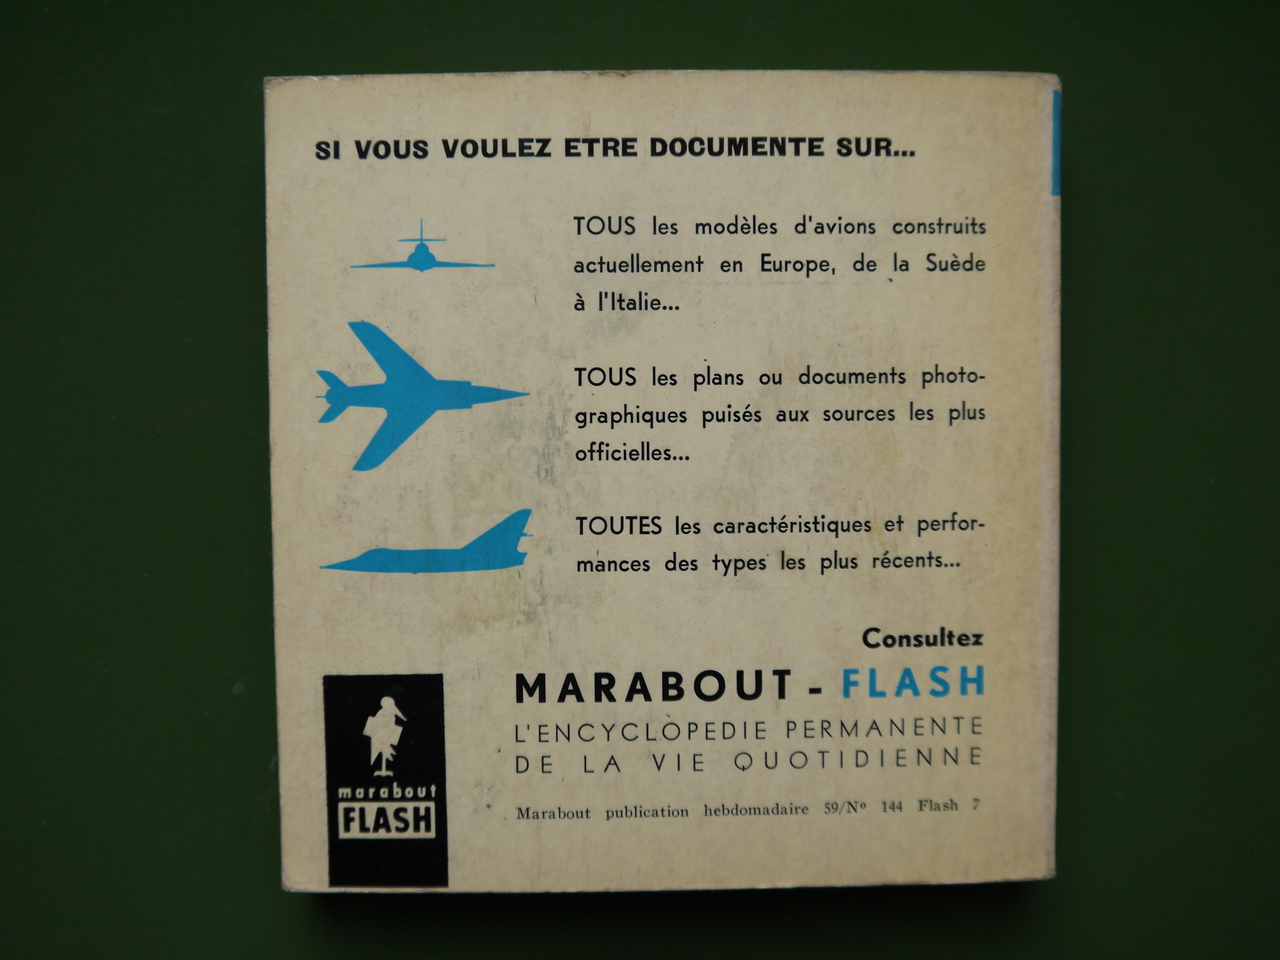 SI VOUS VOULEZ ETRE DOCUMENTE SUR...
TOUS les modèles d'avions construits
actuellement en Europe, de la Suède
à l'Italie...
TOUS les plans ou documents photo-
graphiques puisés aux sources les plus
officielles...
TOUTES les caractéristiques et perfor-
mances des types les plus récents...
Consultez
MARABOUT - FLASH
L'ENCYCLOPEDIE PERMANENTE
DE LA VIE QUOTIDIENNE
Marabout publication hebdomadaire 59/Nº 144 Flash 7
marabout
FLASH